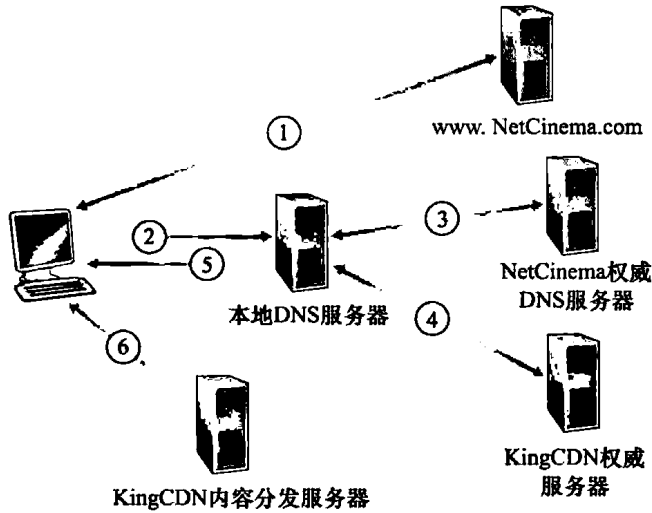 ①
www. NetCinema.com
②
③
⑤
NetCinema权威
DNS服务器
本地DNS服务器
④
⑥
KingCDN权威
服务器
KingCDN内容分发服务器